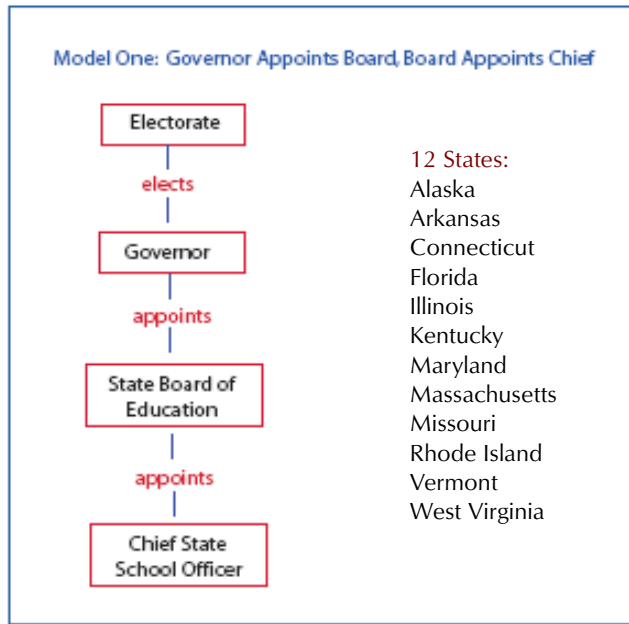 Model One: Governor Appoints Board, Board Appoints Chief
Electorate
elects
Governor
appoints
State Board of
Education
appoints
Chief State
School Officer
12 States:
Alaska
Arkansas
Connecticut
Florida
Illinois
Kentucky
Maryland
Massachusetts
Missouri
Rhode Island
Vermont
West Virginia